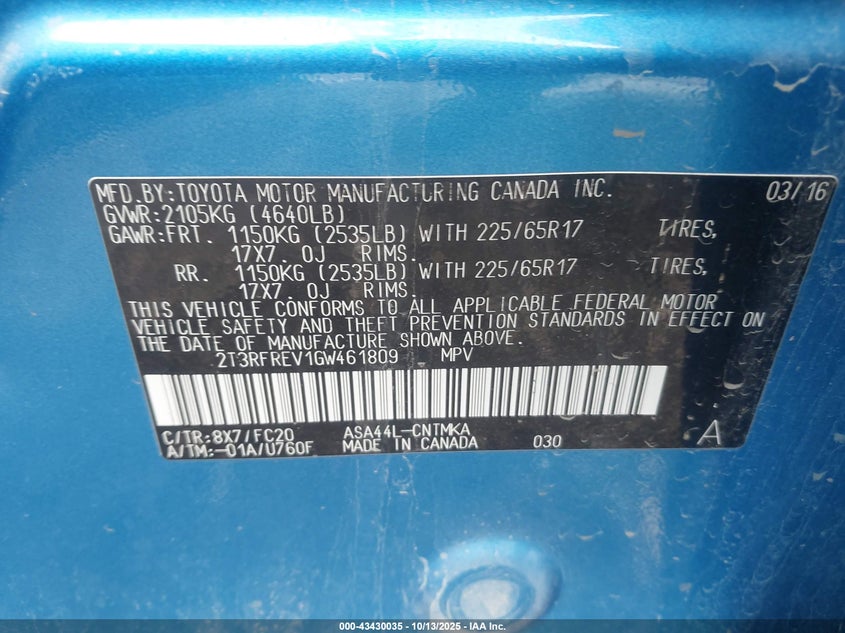 MFD.BY:TOYOTA MOTOR MANUFACTURING CANADA INC. 03/16
GVWR:2105KG (4640LB)
GAWR:FRT. 1150KG (2535LB) WITH 225/65R17 TIRES,
17X7.0J RIMS.
RR. 1150KG (2535LB) WITH 225/65R17 TIRES,
17X7.0J RIMS.
THIS VEHICLE CONFORMS TO ALL APPLICABLE FEDERAL MOTOR
VEHICLE SAFETY AND THEFT PREVENTION STANDARDS IN EFFECT ON
THE DATE OF MANUFACTURE SHOWN ABOVE.
2T3RFREV1GW461809 MPV
C/TR:8X7/FC20 ASA44L-CNTMKA
A/TM:-01A/U760F MADE IN CANADA 030 A
000-43430035 - 10/13/2025 - IAA Inc.